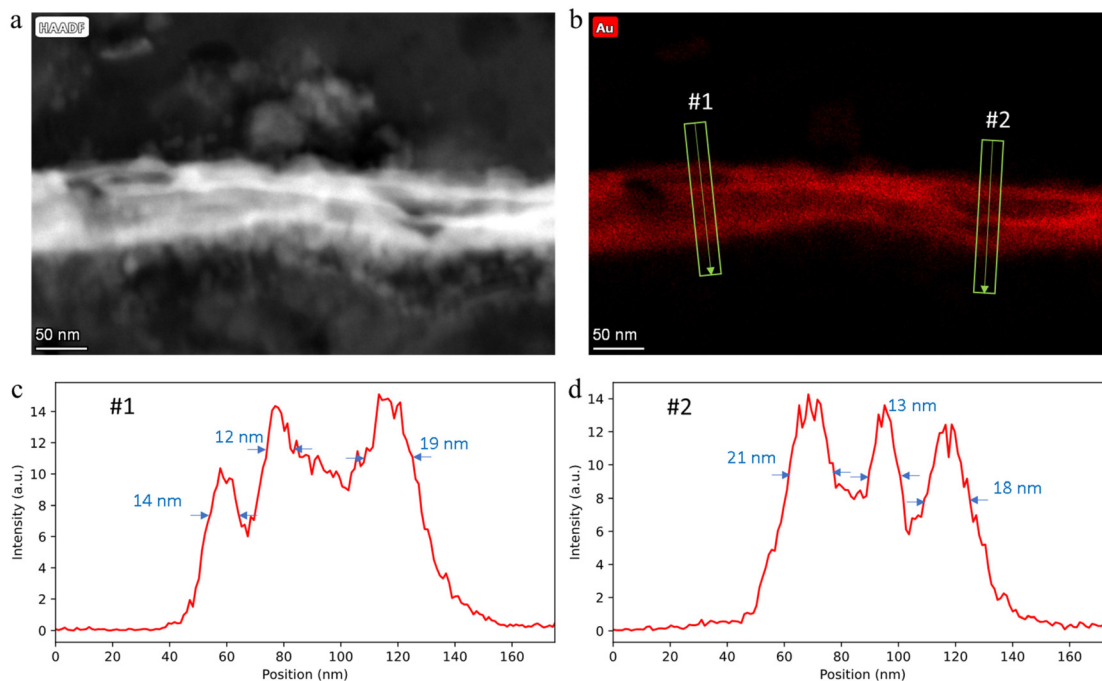 a
HAADF
50 nm
b
Au
#1
#2
50 nm
c
#1
14 nm
12 nm
19 nm
Intensity (a.u.)
0
2
4
6
8
10
12
14
0 20 40 60 80 100 120 140 160
Position (nm)
d
#2
21 nm
13 nm
18 nm
Intensity (a.u.)
0
2
4
6
8
10
12
14
0 20 40 60 80 100 120 140 160
Position (nm)